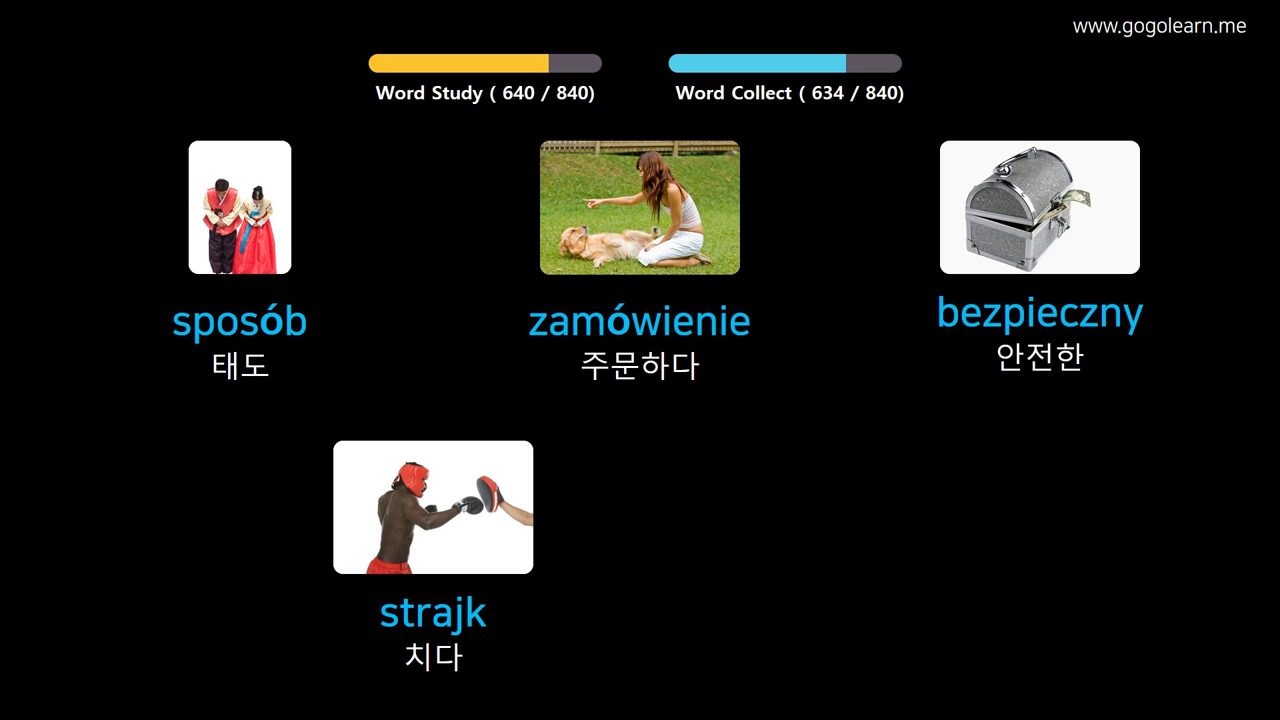 www.gogolearn.me
Word Study ( 640 / 840)
Word Collect ( 634 / 840)
sposób
태도
zamówienie
주문하다
bezpieczny
안전한
strajk
치다